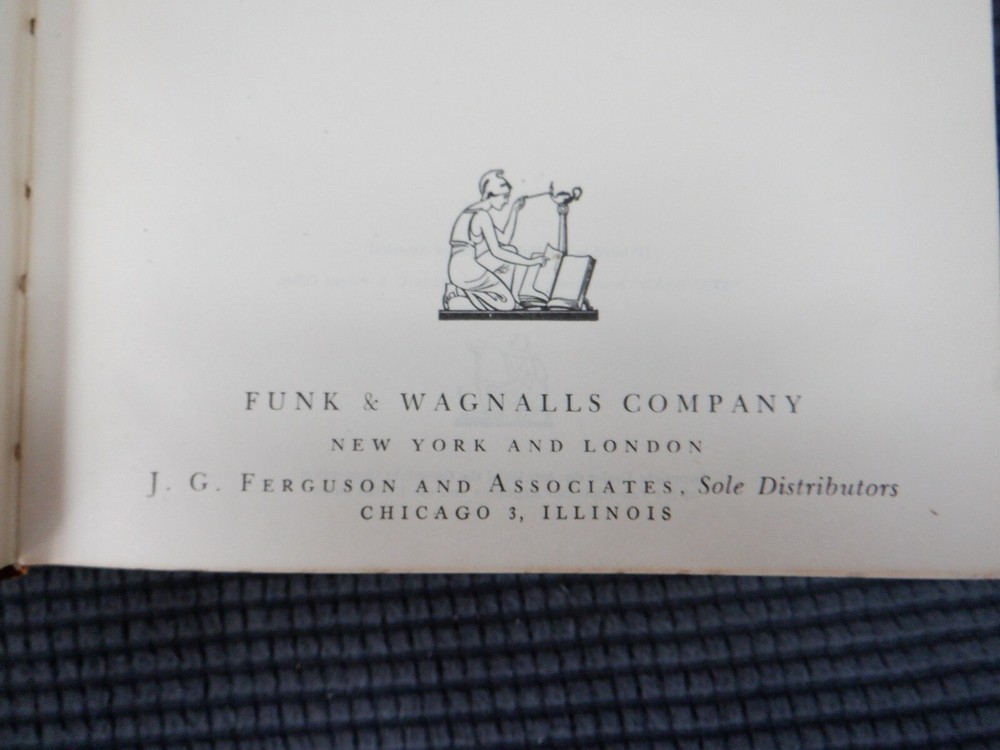 FUNK & WAGNALLS COMPANY
NEW YORK AND LONDON
J. G. FERGUSON AND ASSOCIATES, Sole Distributors
CHICAGO 3, ILLINOIS